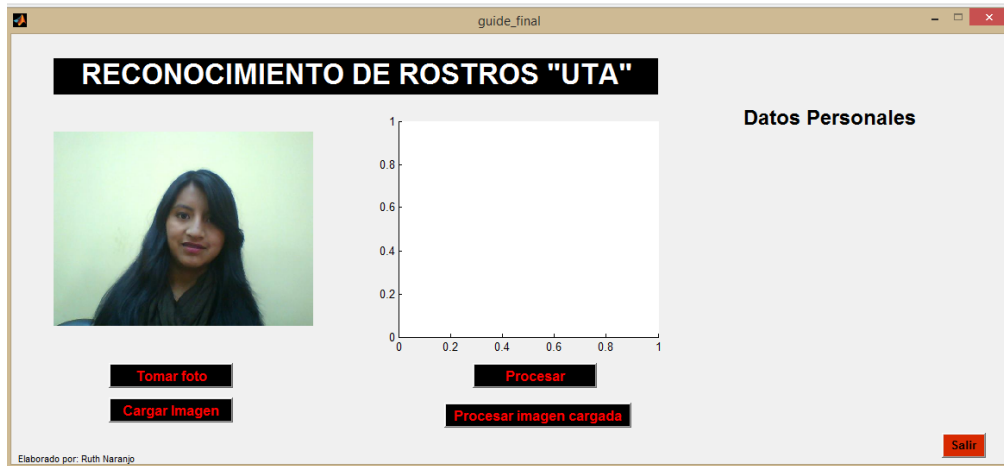 guide_final
RECONOCIMIENTO DE ROSTROS "UTA"
Datos Personales
1
0.8
0.6
0.4
0.2
0
0 0.2 0.4 0.6 0.8 1
Tomar foto
Procesar
Cargar Imagen
Procesar imagen cargada
Salir
Elaborado por: Ruth Naranjo